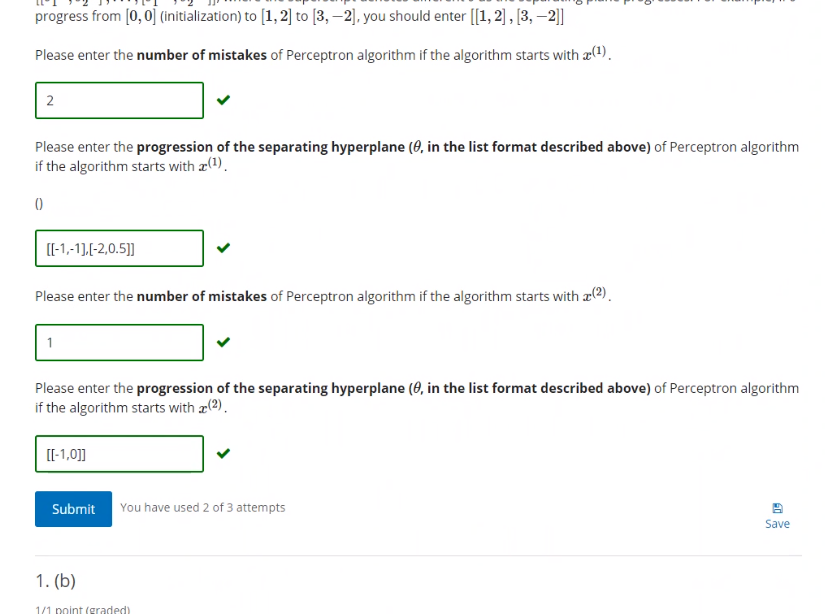 progress from [0, 0] (initialization) to [1, 2] to [3, −2], you should enter [[1, 2] , [3, −2]]
Please enter the number of mistakes of Perceptron algorithm if the algorithm starts with x(1).
2
Please enter the progression of the separating hyperplane (θ, in the list format described above) of Perceptron algorithm
if the algorithm starts with x(1).
()
[[-1,-1],[-2,0.5]]
Please enter the number of mistakes of Perceptron algorithm if the algorithm starts with x(2).
1
Please enter the progression of the separating hyperplane (θ, in the list format described above) of Perceptron algorithm
if the algorithm starts with x(2).
[[-1,0]]
Submit You have used 2 of 3 attempts
Save
1. (b)
1/1 point (graded)